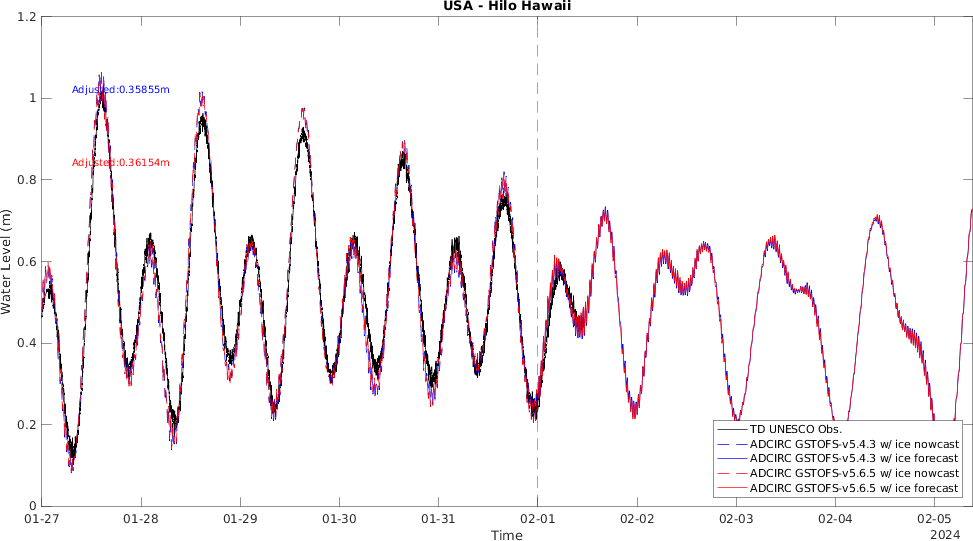 USA - Hilo Hawaii
1.2
1
0.8
0.6
0.4
0.2
0
Water Level (m)
Adjusted:0.35855m
Adjusted:0.36154m
TD UNESCO Obs.
ADCIRC GSTOFS-v5.4.3 w/ ice nowcast
ADCIRC GSTOFS-v5.4.3 w/ ice forecast
ADCIRC GSTOFS-v5.6.5 w/ ice nowcast
ADCIRC GSTOFS-v5.6.5 w/ ice forecast
01-27 01-28 01-29 01-30 01-31 02-01 02-02 02-03 02-04 02-05
2024
Time